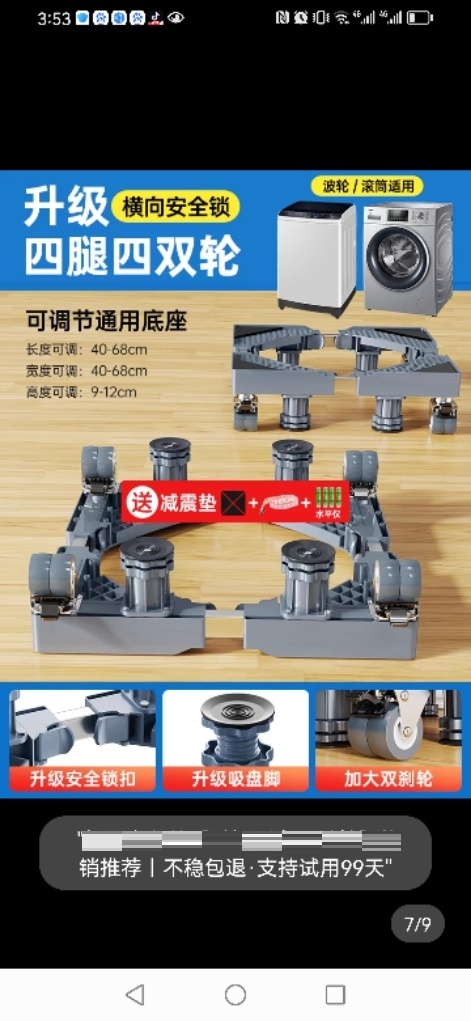 3:53
波轮 / 滚筒适用
升级 横向安全锁
四腿四双轮
可调节通用底座
长度可调：40-68cm
宽度可调：40-68cm
高度可调：9-12cm
送 减震垫 + +
水平仪
升级安全锁扣
升级吸盘脚
加大双刹轮
销推荐丨不稳包退·支持试用99天"
7/9